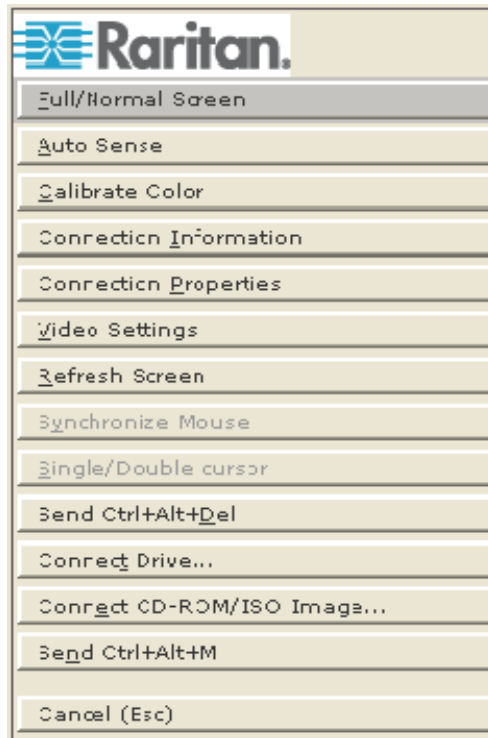 Raritan.
Full/Normal Screen
Auto Sense
Calibrate Color
Connection Information
Connection Properties
Video Settings
Refresh Screen
Synchronize Mouse
Single/Double cursor
Send Ctrl+Alt+Del
Connect Drive...
Connect CD-ROM/ISO Image...
Send Ctrl+Alt+M
Cancel (Esc)